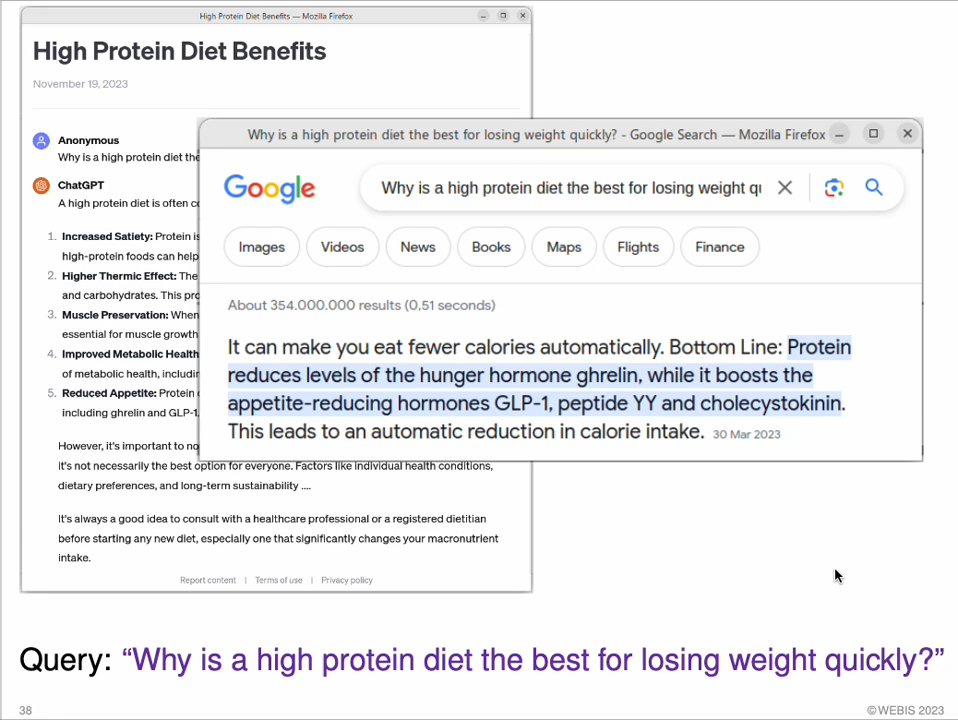 High Protein Diet Benefits — Mozilla Firefox
High Protein Diet Benefits
November 19, 2023
Anonymous
Why is a high protein diet the
ChatGPT
A high protein diet is often
1. Increased Satiety: Protein is
high-protein foods can help
2. Higher Thermic Effect: The
and carbohydrates. This
3. Muscle Preservation: When
essential for muscle growth
4. Improved Metabolic Health
of metabolic health,
5. Reduced Appetite: Protein
including ghrelin and GLP-1
However, it's important to
it's not necessarily the best option for everyone. Factors like individual health conditions,
dietary preferences, and long-term sustainability ....
It's always a good idea to consult with a healthcare professional or a registered dietitian
before starting any new diet, especially one that significantly changes your macronutrient
intake.
Report content | Terms of use | Privacy policy
Why is a high protein diet the best for losing weight quickly? - Google Search — Mozilla Firefox
Google
Why is a high protein diet the best for losing weight
Images Videos News Books Maps Flights Finance
About 354.000.000 results (0,51 seconds)
It can make you eat fewer calories automatically. Bottom Line: Protein
reduces levels of the hunger hormone ghrelin, while it boosts the
appetite-reducing hormones GLP-1, peptide YY and cholecystokinin.
This leads to an automatic reduction in calorie intake. 30 Mar 2023
Query: “Why is a high protein diet the best for losing weight quickly?”
38
©WEBIS 2023